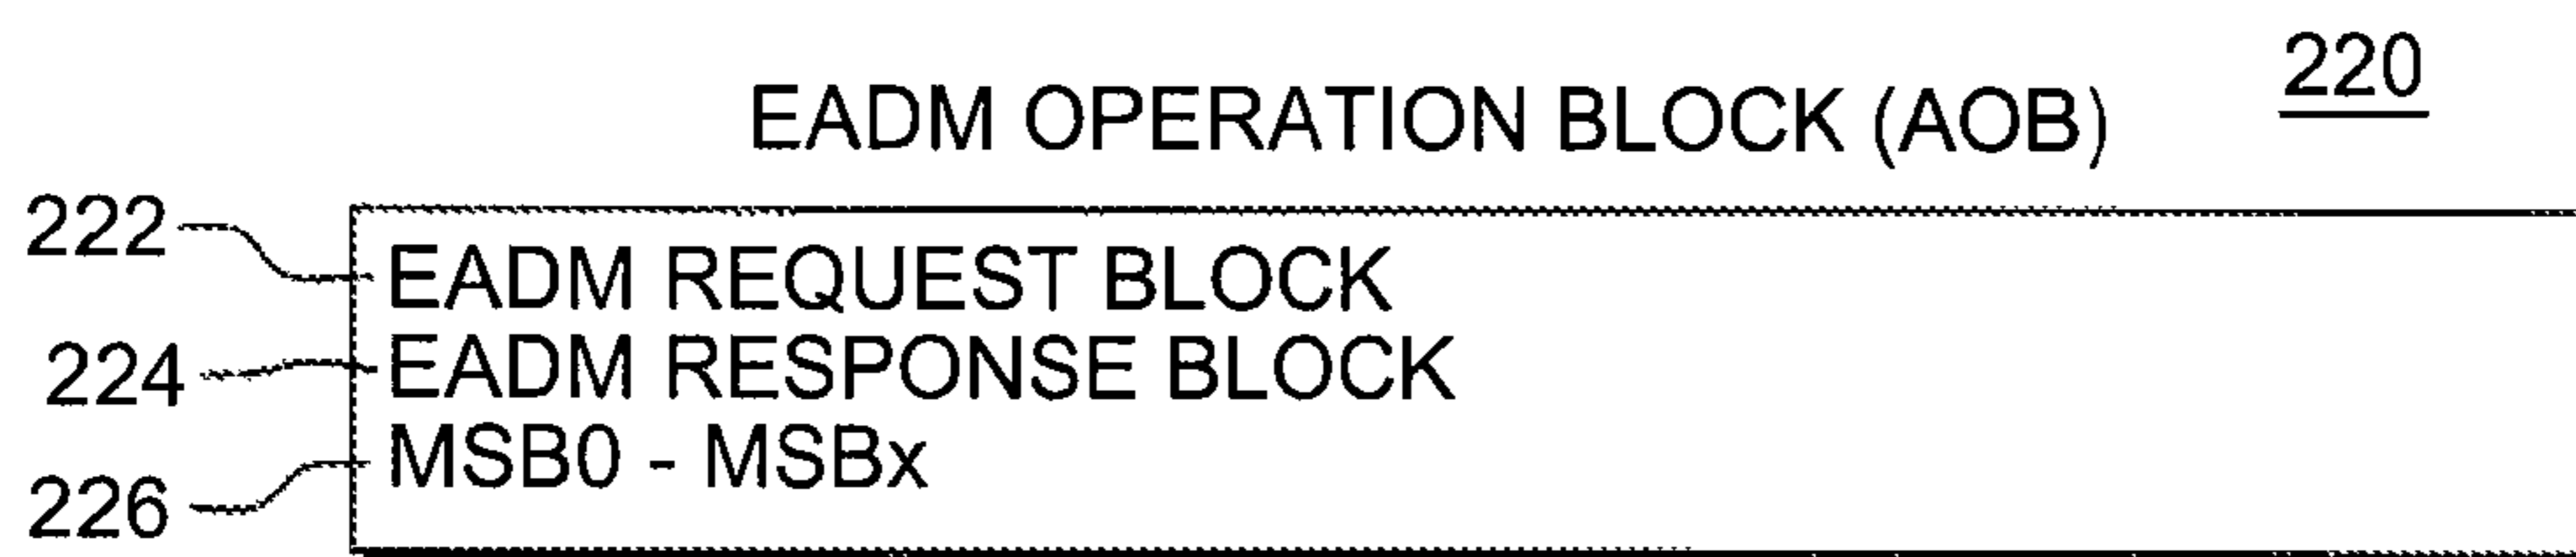 220
EADM OPERATION BLOCK (AOB)
222 EADM REQUEST BLOCK
224 EADM RESPONSE BLOCK
226 MSB0 - MSBx